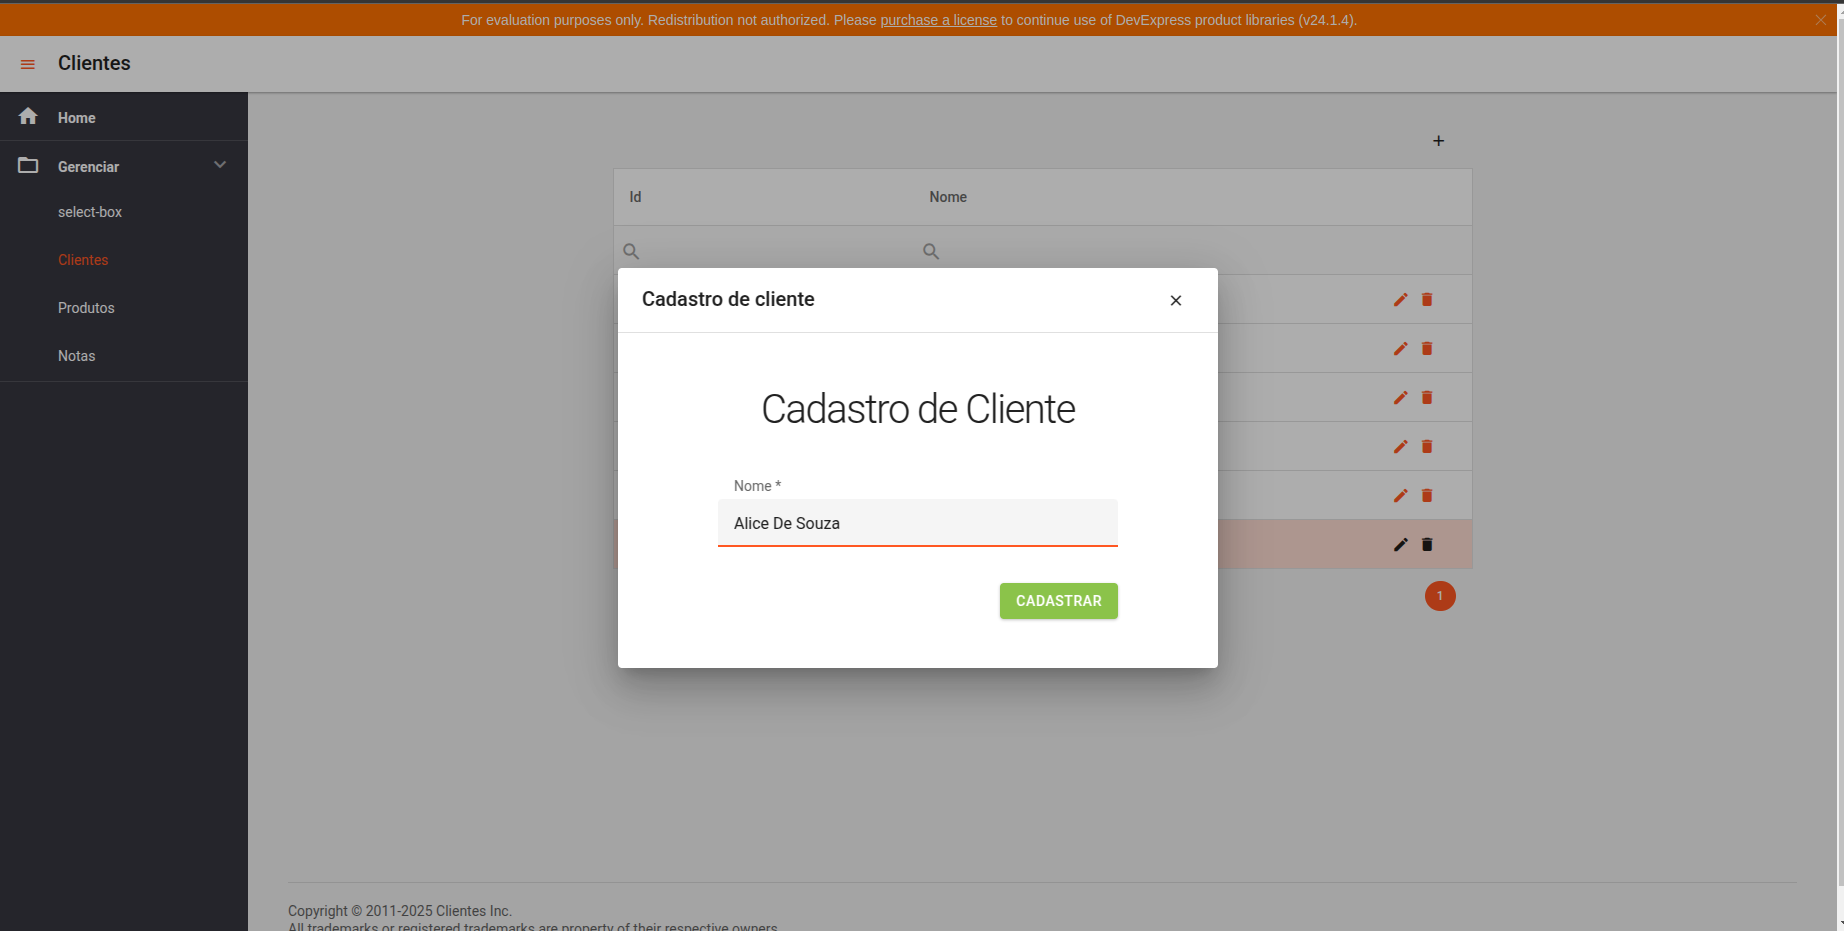 For evaluation purposes only. Redistribution not authorized. Please purchase a license to continue use of DevExpress product libraries (v24.1.4).
Clientes
Home
Gerenciar
select-box
Clientes
Produtos
Notas
+
Id Nome
Cadastro de cliente
Cadastro de Cliente
Nome *
Alice De Souza
CADASTRAR
1
Copyright © 2011-2025 Clientes Inc.
All trademarks or registered trademarks are property of their respective owners.